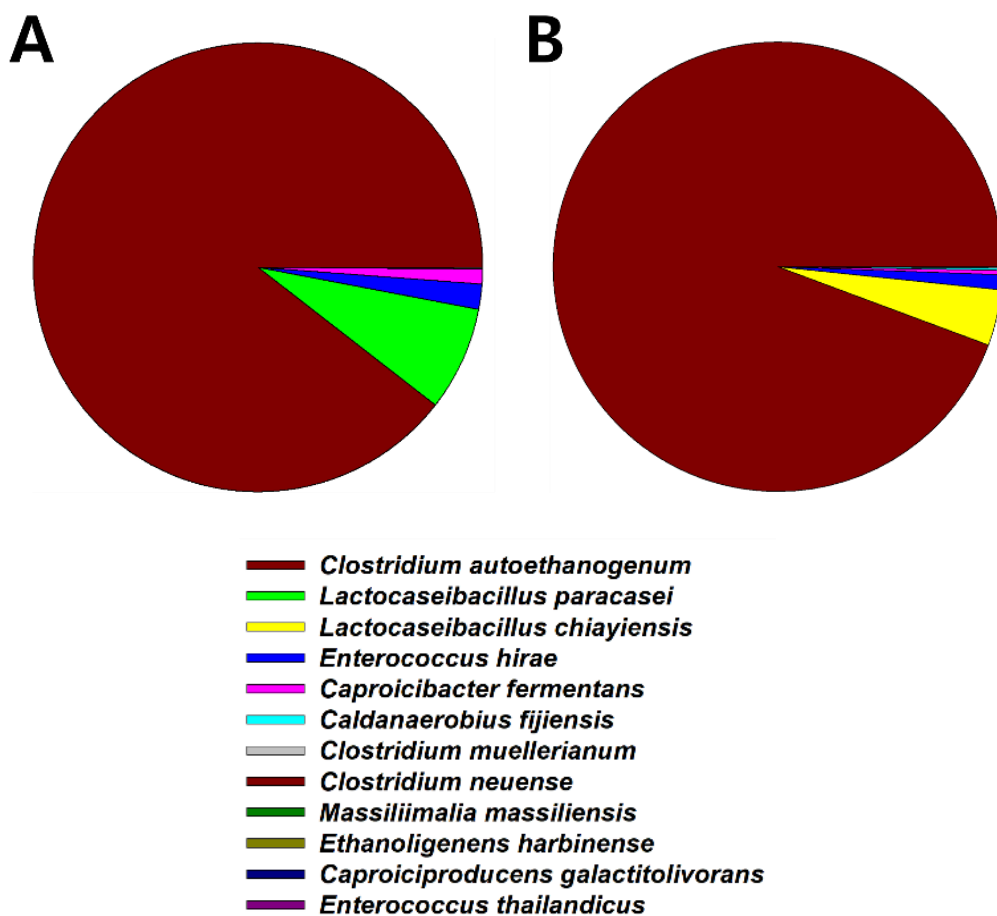 A
B
Clostridium autoethanogenum
Lactocaseibacillus paracasei
Lactocaseibacillus chiayiensis
Enterococcus hirae
Caproicibacter fermentans
Caldanaerobius fijiensis
Clostridium muellerianum
Clostridium neuense
Massiliimalia massiliensis
Ethanoligenens harbinense
Caproiciproducens galactitolivorans
Enterococcus thailandicus